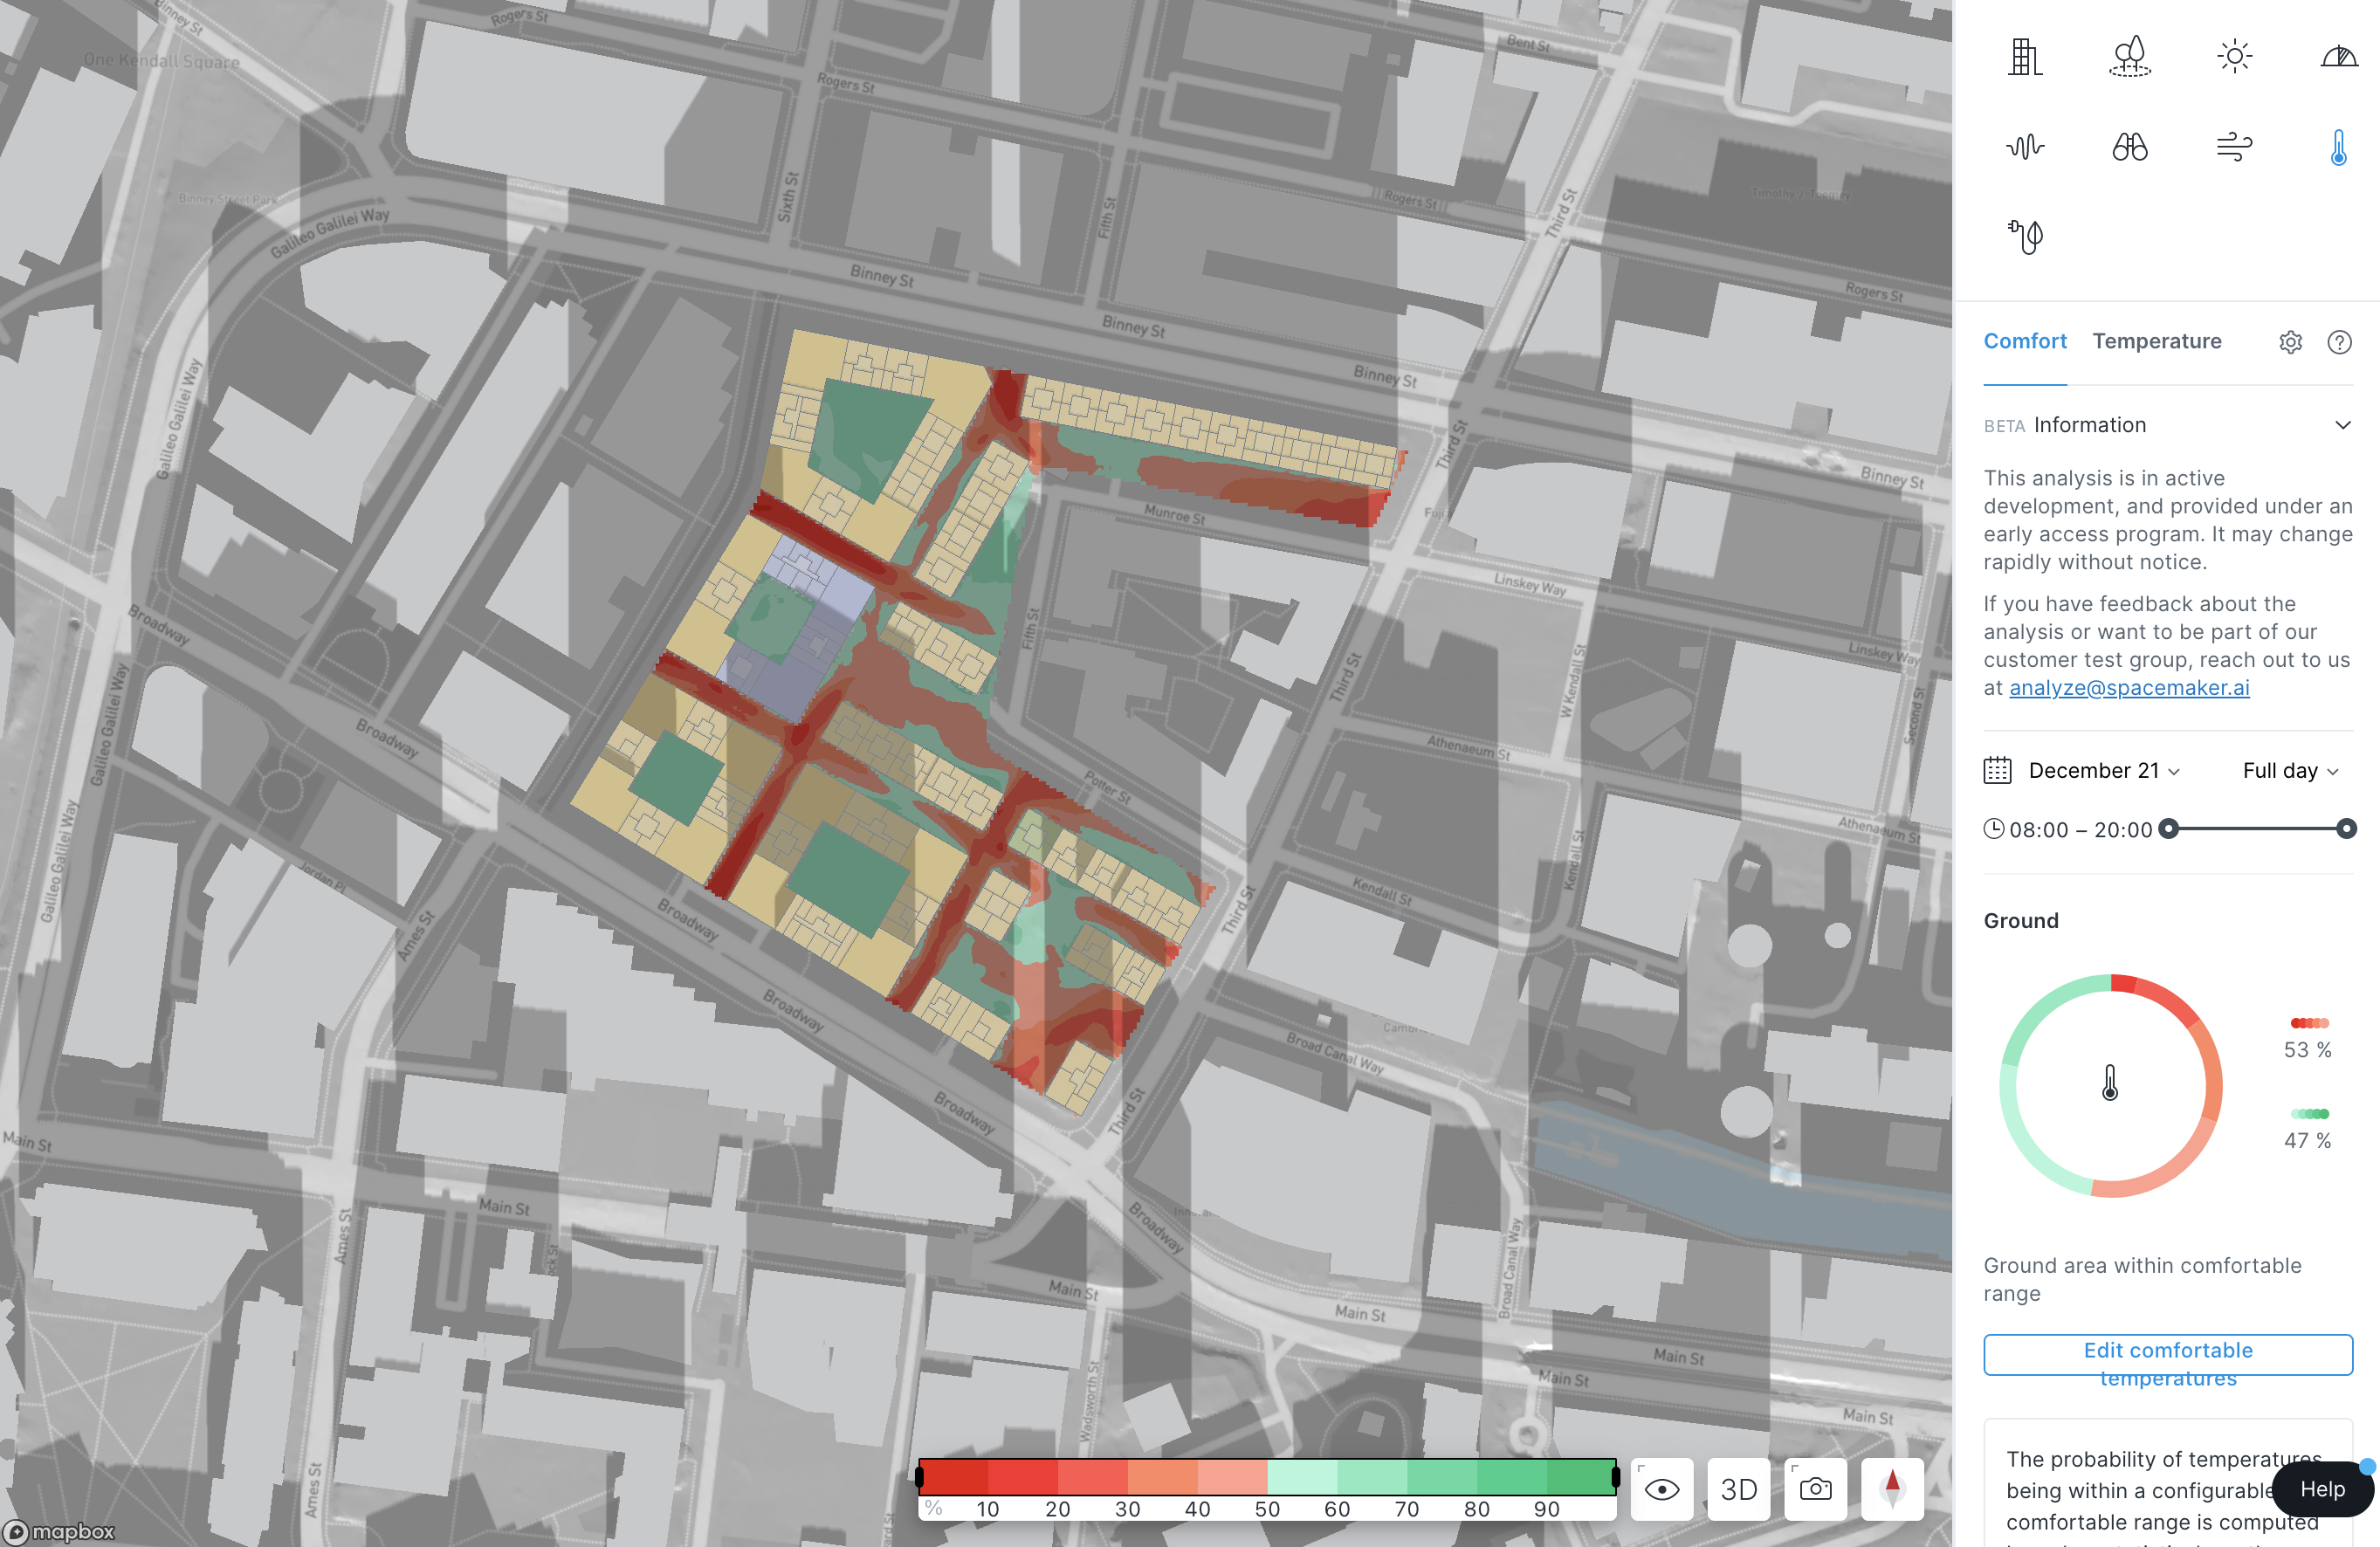 Binney St
Rogers St
Bent St
One Kendall Square
Rogers St
Binney Street Park
Galileo Galilei Way
Sixth St
Fifth St
Rogers St
Third St
Binney St
Rogers St
Binney St
Binney St
Third St
Binney St
Galileo Galilei Way
Munroe St
Linskey Way
Linskey Way
Fifth St
Third St
W Kendall St
Second St
Broadway
Galileo Galilei Way
Broadway
Athenaeum St
Potter St
Athenaeum St
Kendall St
Galileo Galilei Way
Jordan Pl
Ames St
Broadway
Kendall St
Third St
Broadway
Broad Canal Way
Broadway
Third St
Main St
Main St
Ames St
Broadway
Main St
Broad Canal Way
Main St
Main St
Main St
Wadsworth St
Main St
Ames St
mapbox
% 10 20 30 40 50 60 70 80 90
3D
Comfort Temperature
BETA Information
This analysis is in active
development, and provided under an
early access program. It may change
rapidly without notice.
If you have feedback about the
analysis or want to be part of our
customer test group, reach out to us
at analyze@spacemaker.ai
December 21 Full day
08:00 – 20:00
Ground
53 %
47 %
Ground area within comfortable
range
Edit comfortable
temperatures
The probability of temperatures
being within a configurable
comfortable range is computed
Help